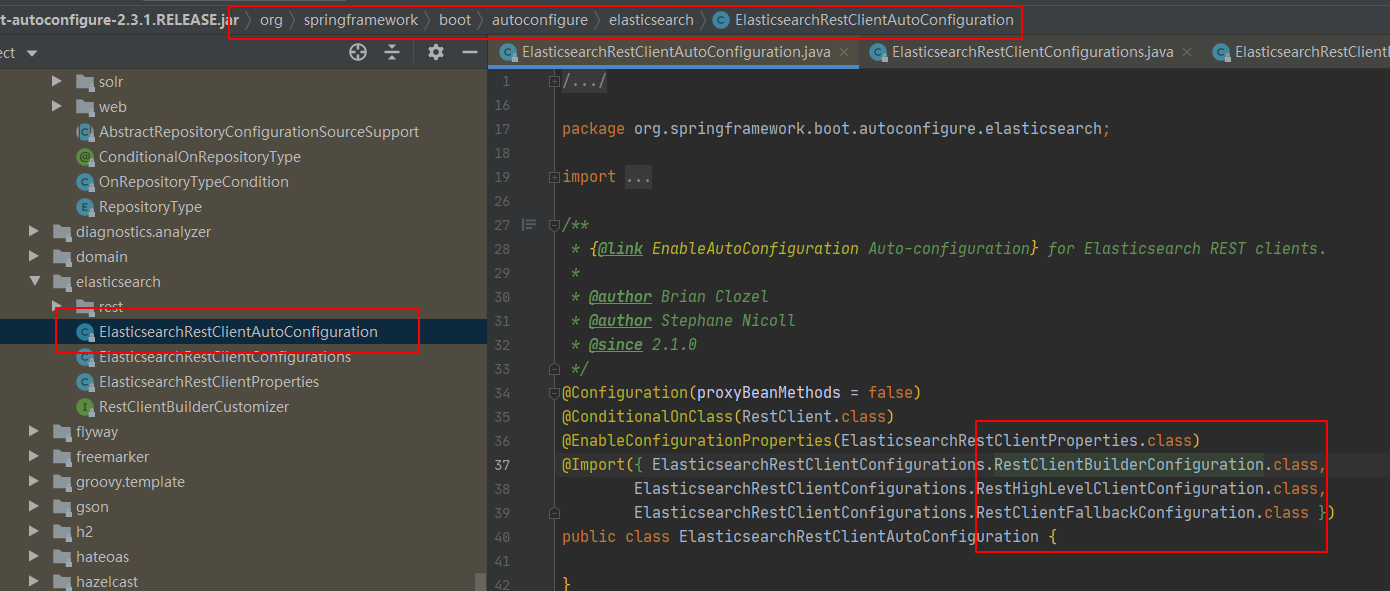 t-autoconfigure-2.3.1.RELEASE.jar org springframework boot autoconfigure elasticsearch C ElasticsearchRestClientAutoConfiguration
ect
solr
web
AbstractRepositoryConfigurationSourceSupport
ConditionalOnRepositoryType
OnRepositoryTypeCondition
RepositoryType
diagnostics.analyzer
domain
elasticsearch
rest
ElasticsearchRestClientAutoConfiguration
ElasticsearchRestClientConfigurations
ElasticsearchRestClientProperties
RestClientBuilderCustomizer
flyway
freemarker
groovy.template
gson
h2
hateoas
hazelcast
ElasticsearchRestClientAutoConfiguration.java × ElasticsearchRestClientConfigurations.java × ElasticsearchRestClient
1 /.../
16
17 package org.springframework.boot.autoconfigure.elasticsearch;
18
19 import ...
26
27 /**
28 * {@link EnableAutoConfiguration Auto-configuration} for Elasticsearch REST clients.
29 *
30 * @author Brian Clozel
31 * @author Stephane Nicoll
32 * @since 2.1.0
33 */
34 @Configuration(proxyBeanMethods = false)
35 @ConditionalOnClass(RestClient.class)
36 @EnableConfigurationProperties(ElasticsearchRestClientProperties.class)
37 @Import({ ElasticsearchRestClientConfigurations.RestClientBuilderConfiguration.class,
38 ElasticsearchRestClientConfigurations.RestHighLevelClientConfiguration.class,
39 ElasticsearchRestClientConfigurations.RestClientFallbackConfiguration.class })
40 public class ElasticsearchRestClientAutoConfiguration {
41
42 }